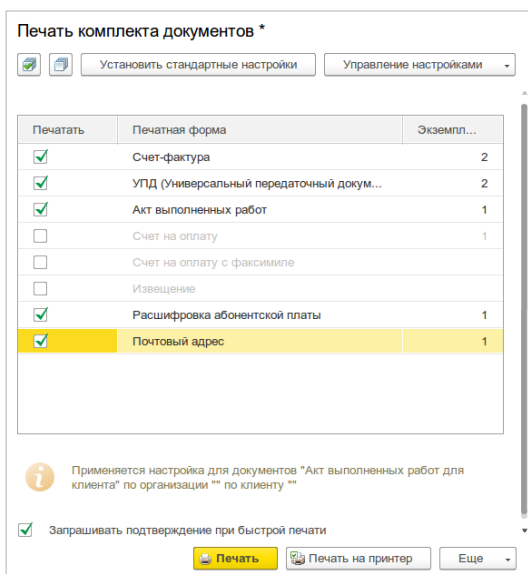 Печать комплекта документов *
Установить стандартные настройки Управление настройками
Печатать Печатная форма Экземпл...
Счет-фактура 2
УПД (Универсальный передаточный докум... 2
Акт выполненных работ 1
Счет на оплату 1
Счет на оплату с факсимиле
Извещение
Расшифровка абонентской платы 1
Почтовый адрес 1
Применяется настройка для документов "Акт выполненных работ для
клиента" по организации "" по клиенту ""
Запрашивать подтверждение при быстрой печати
Печать Печать на принтер Еще